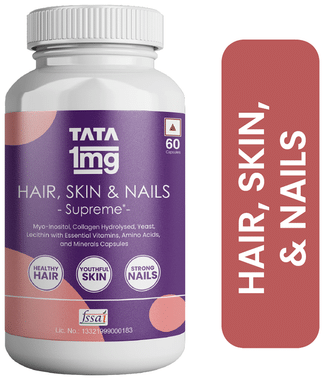 TATA
1mg
60
Capsules
HAIR, SKIN & NAILS
- Supreme+ -
Myo-Inositol, Collagen Hydrolysed, Yeast,
Lecithin with Essential Vitamins, Amino Acids,
and Minerals Capsules
HEALTHY
HAIR
YOUTHFUL
SKIN
STRONG
NAILS
fssai
Lic. No.: 13321999000183
HAIR, SKIN,
& NAILS